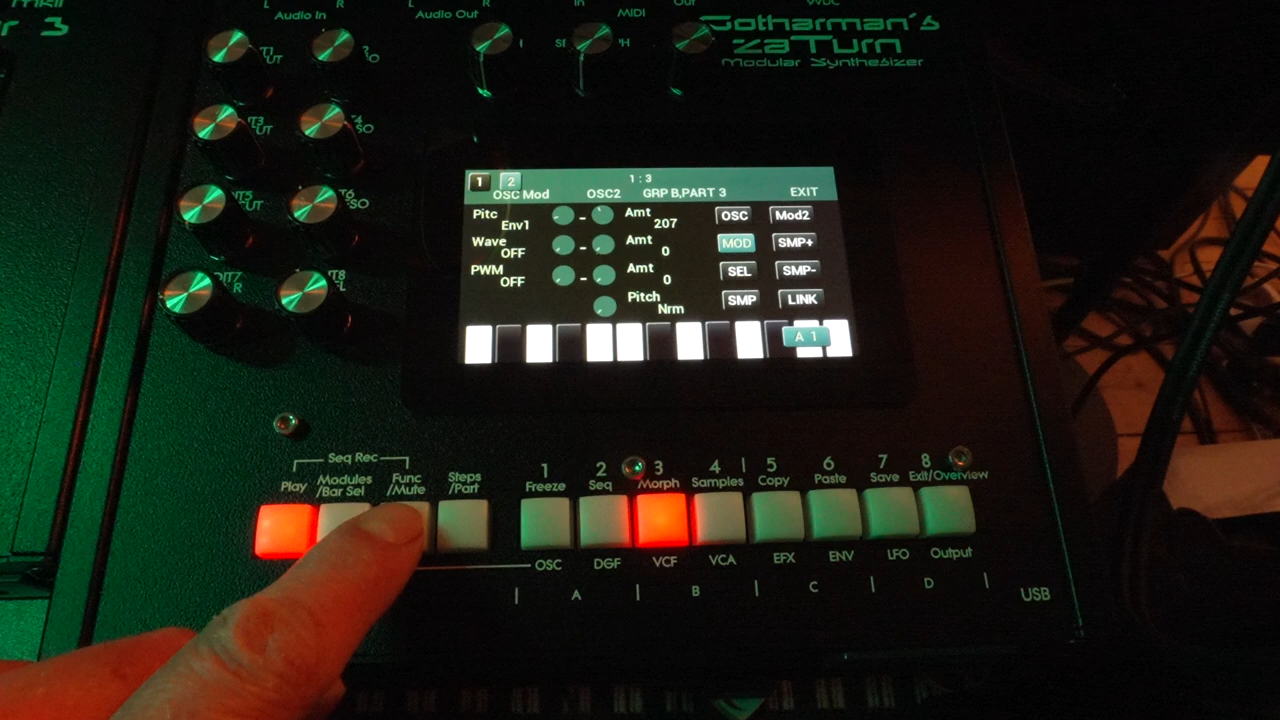 r 3
L R
Audio In
L R
Audio Out
In Out
MIDI
Gotharman's
zaTurn
Modular Synthesizer
1 2 1:3
OSC Mod OSC2 GRP B,PART 3 EXIT
Pitc Env1 - Amt 207 OSC Mod2
Wave OFF - Amt 0 MOD SMP+
PWM OFF - Amt 0 SEL SMP-
Pitch Nrm SMP LINK
A 1
Seq Rec
Play Modules /Bar Sel Func /Mute Steps /Part
1 2 3 4 5 6 7 8
Freeze Seq Morph Samples Copy Paste Save Exit/Overview
OSC DGF VCF VCA EFX ENV LFO Output
A B C D
USB